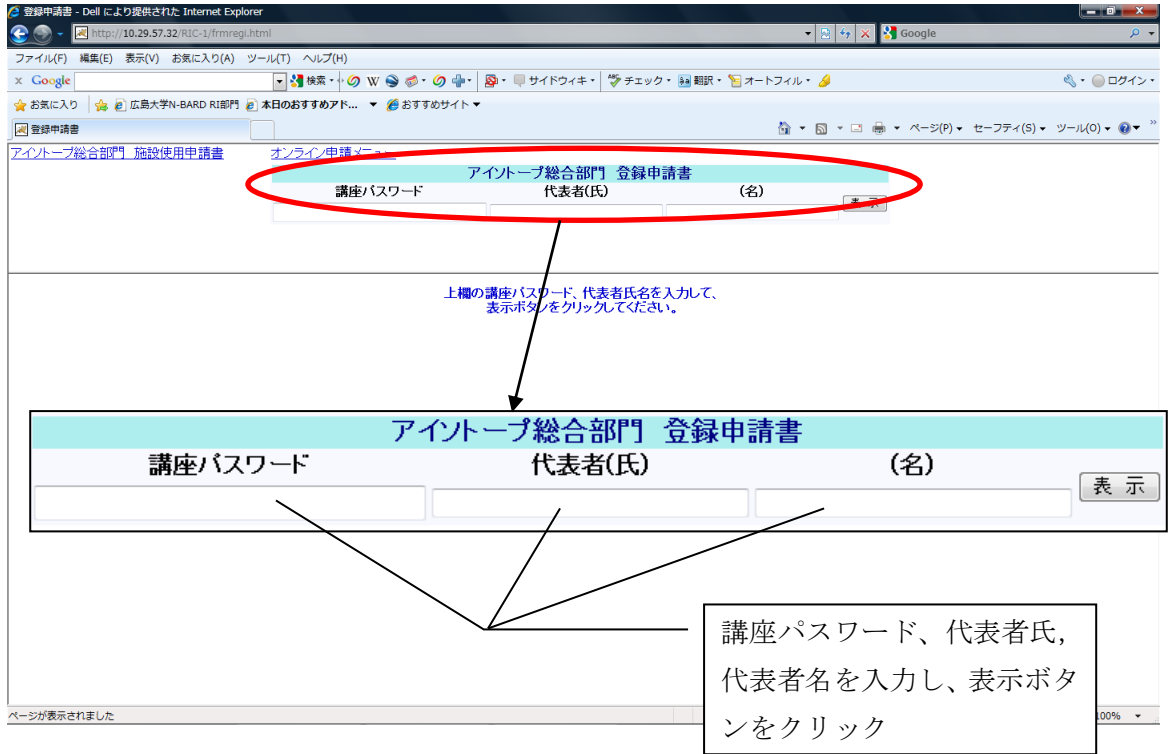 登録申請書 - Dell により提供された Internet Explorer
http://10.29.57.32/RIC-1/frmregi.html
Google
ファイル(F) 編集(E) 表示(V) お気に入り(A) ツール(T) ヘルプ(H)
x Google 検索 サイドウィキ チェック 翻訳 オートフィル ログイン
お気に入り 広島大学N-BARD RI部門 本日のおすすめアド... おすすめサイト
登録申請書 ページ(P) セーフティ(S) ツール(O)
アイソトープ総合部門 施設使用申請書 オンライン申請メニュー
アイソトープ総合部門 登録申請書
講座パスワード 代表者(氏) (名)
表 示
上欄の講座パスワード、代表者氏名を入力して、
表示ボタンをクリックしてください。
アイソトープ総合部門 登録申請書
講座パスワード 代表者(氏) (名)
表 示
講座パスワード、代表者氏,
代表者名を入力し、表示ボタ
ンをクリック
ページが表示されました
100%